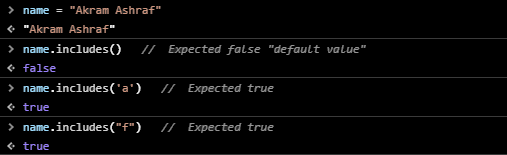 > name = "Akram Ashraf"
<· "Akram Ashraf"
> name.includes()   //  Expected false "default value"
<· false
> name.includes('a')   //  Expected true
<· true
> name.includes("f")   //  Expected true
<· true